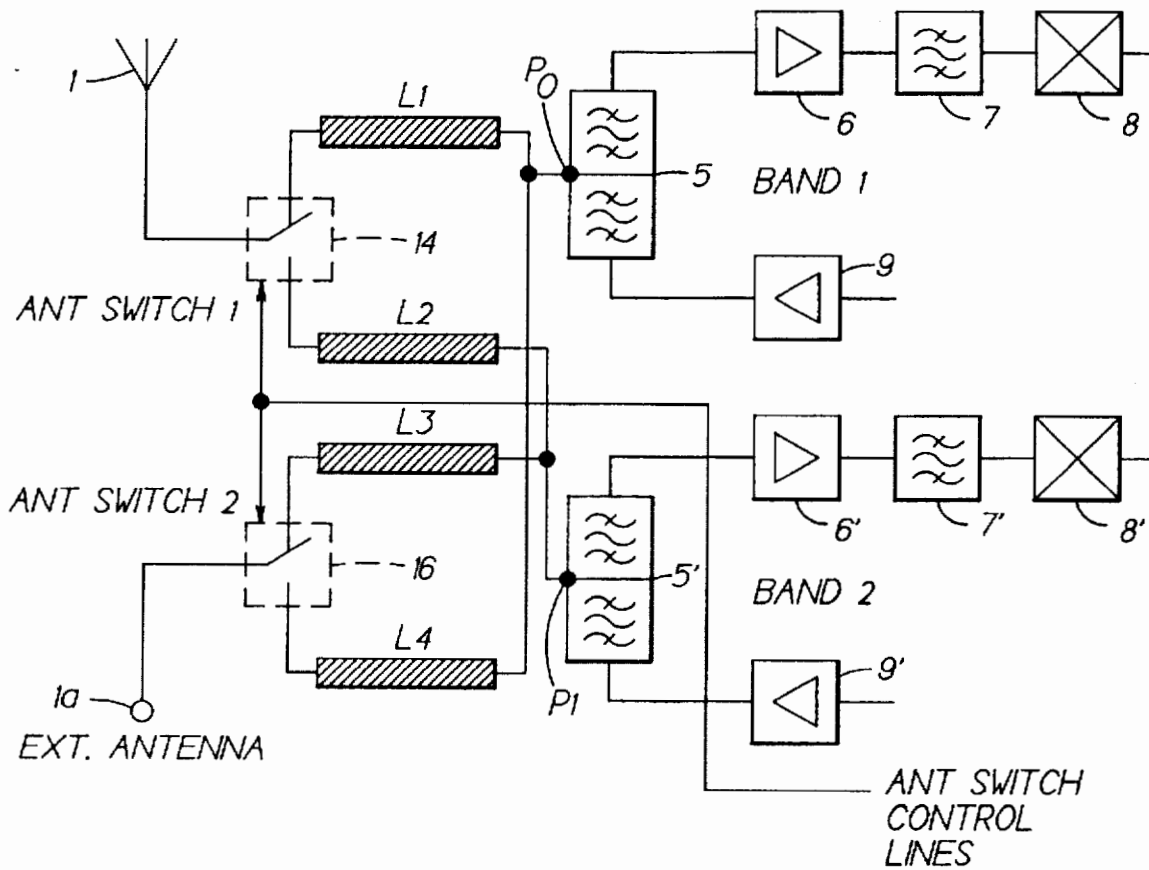 1
L1
P0
6
7
8
5
BAND 1
14
9
ANT SWITCH 1
L2
L3
ANT SWITCH 2
6'
7'
8'
16
5'
BAND 2
L4
9'
1a
P1
EXT. ANTENNA
ANT SWITCH
CONTROL
LINES